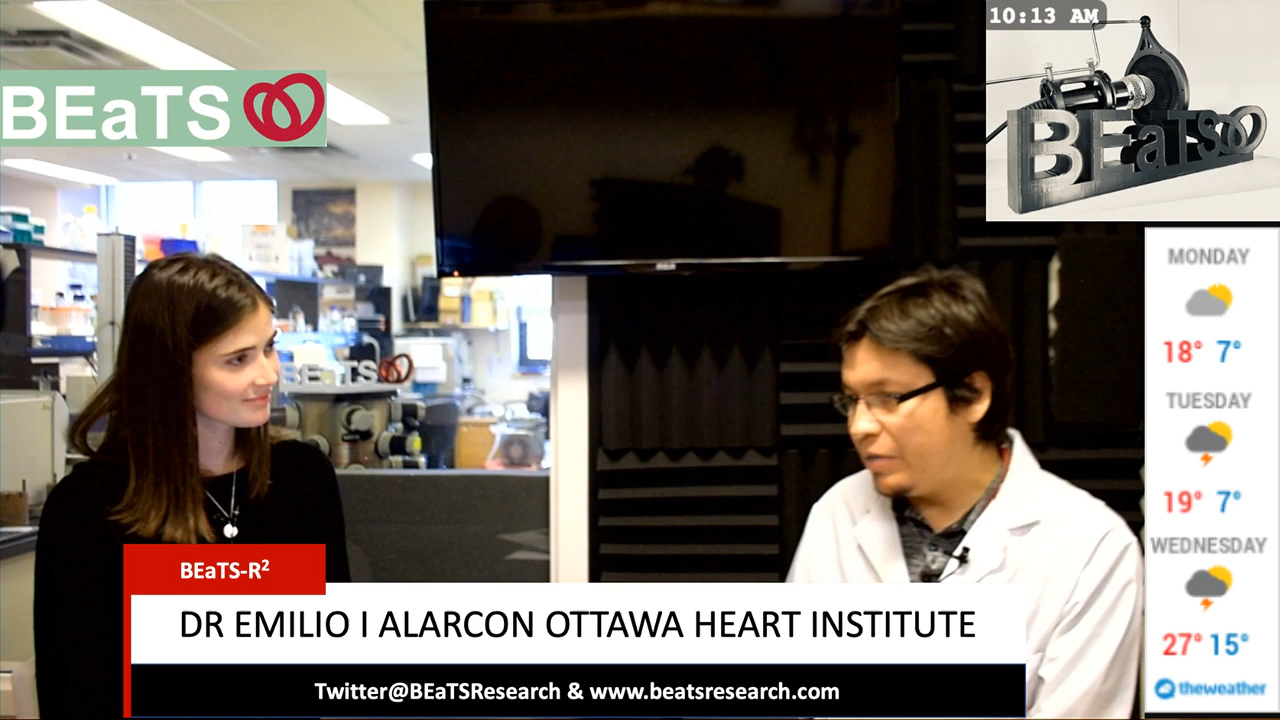 10:13 AM
BEaTS
BEaTS
BEaTS
MONDAY
18° 7°
TUESDAY
19° 7°
WEDNESDAY
27° 15°
theweather
BEaTS-R²
DR EMILIO I ALARCON OTTAWA HEART INSTITUTE
Twitter@BEaTSResearch & www.beatsresearch.com